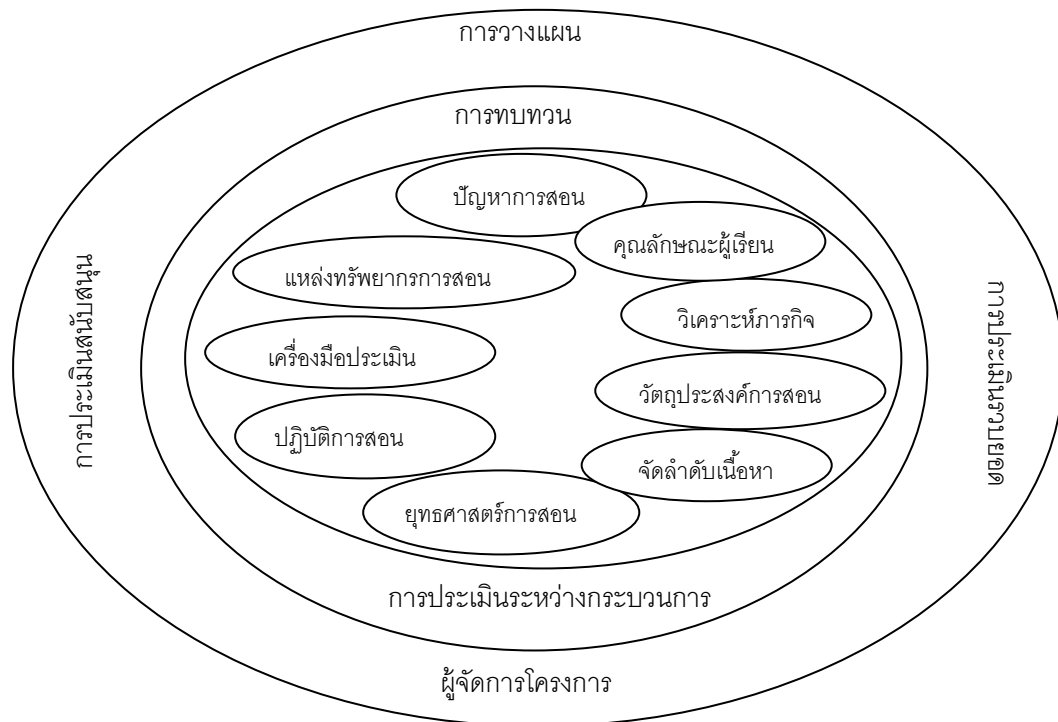 การวางแผน
การทบทวน
ปัญหาการสอน
คุณลักษณะผู้เรียน
แหล่งทรัพยากรการสอน
วิเคราะห์ภารกิจ
เครื่องมือประเมิน
วัตถุประสงค์การสอน
ปฏิบัติการสอน
จัดลำดับเนื้อหา
ยุทธศาสตร์การสอน
การประเมินสนับสนุน
การประเมินรวบยอด
การประเมินระหว่างกระบวนการ
ผู้จัดการโครงการ